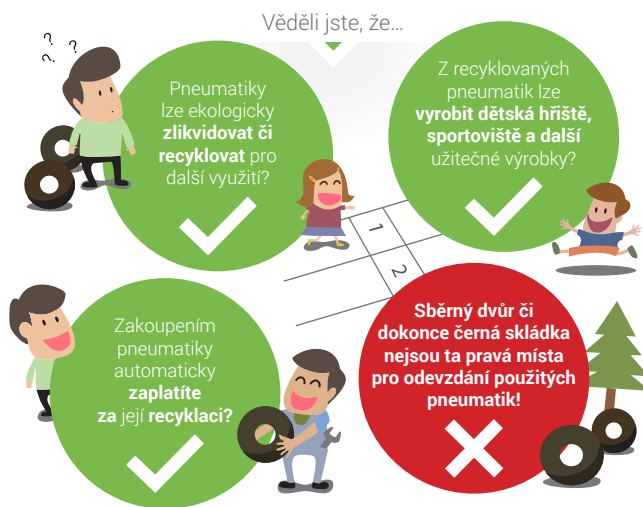 Věděli jste, že...
Pneumatiky
lze ekologicky
zlikvidovat či
recyklovat pro
další využití?
Z recyklovaných
pneumatik lze
vyrobit dětská hřiště,
sportoviště a další
užitečné výrobky?
1
2
Zakoupením
pneumatiky
automaticky
zaplatíte
za její recyklaci?
Sběrný dvůr či
dokonce černá skládka
nejsou ta pravá místa
pro odevzdání použitých
pneumatik!
? ? ?